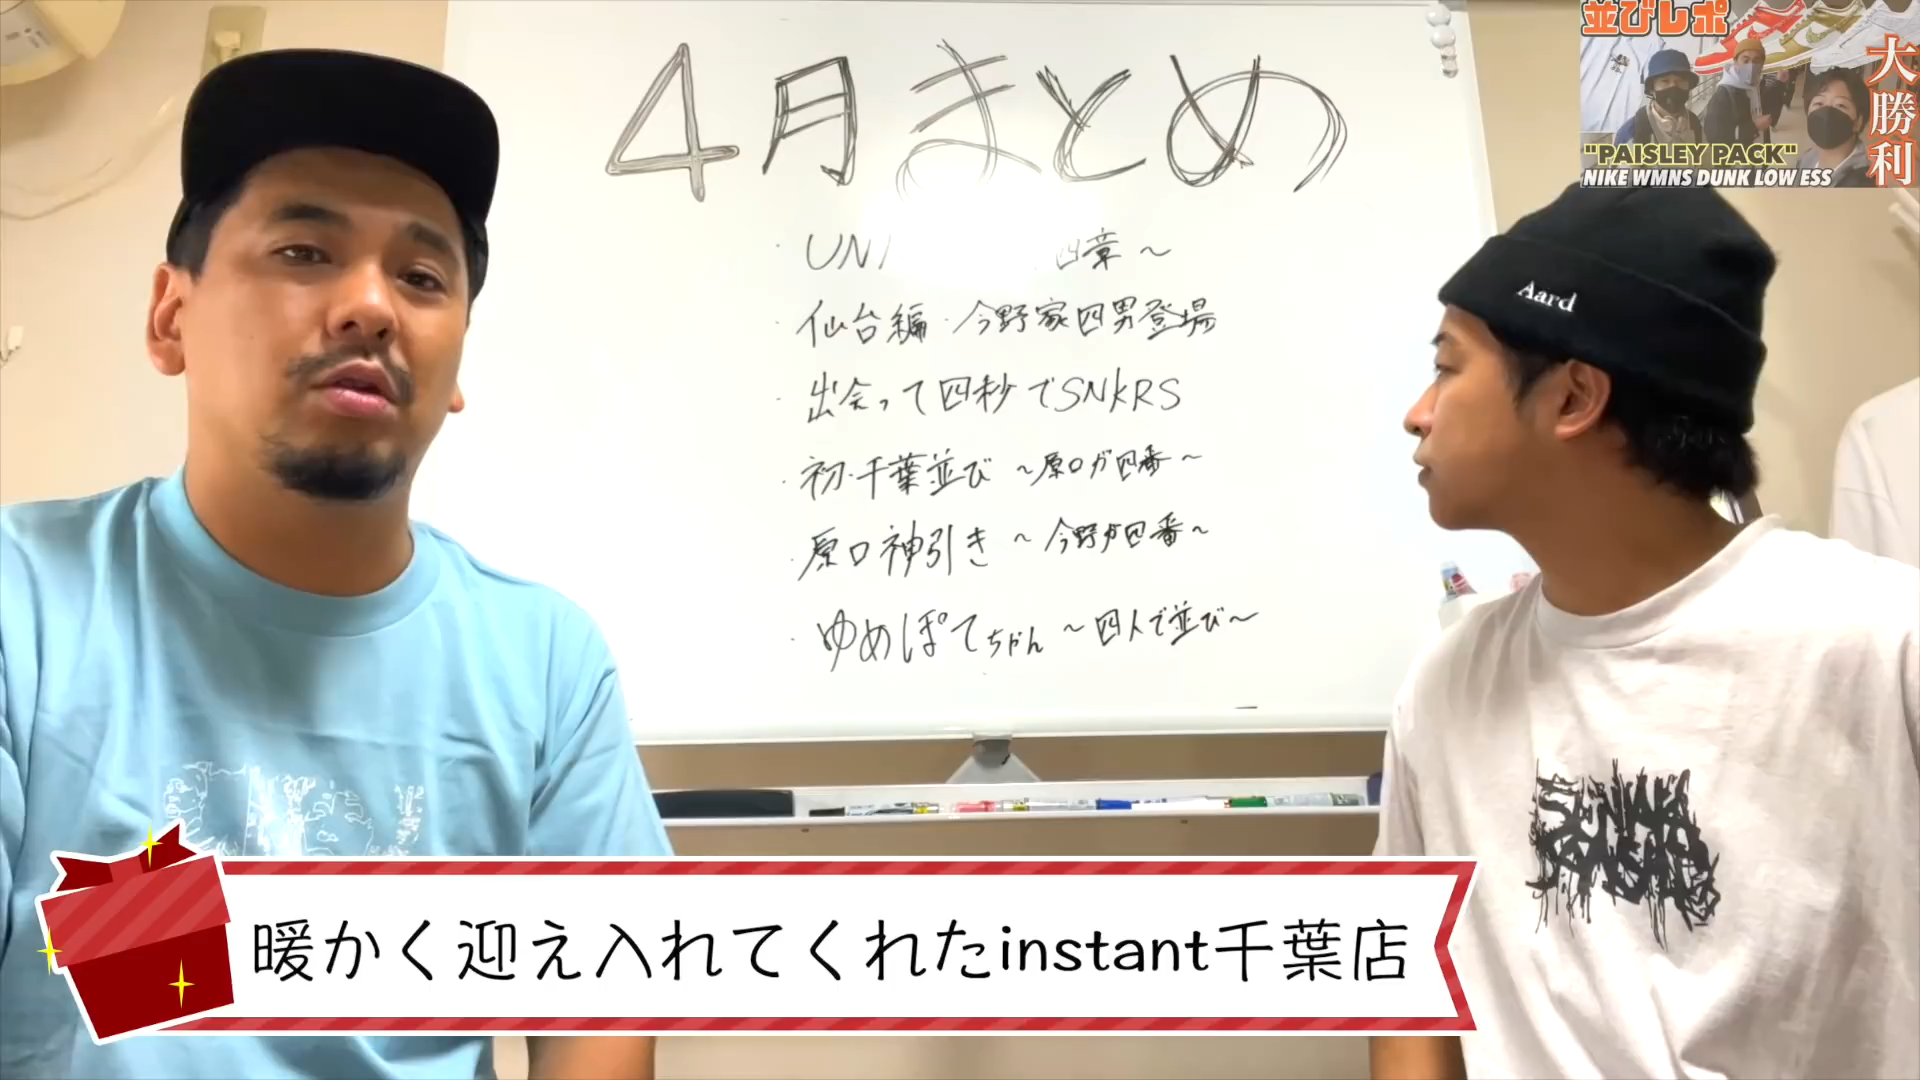 4月まとめ
並びレポ
大勝利
"PAISLEY PACK"
NIKE WMNS DUNK LOW ESS
・UNI 四章〜
・仙台編・今野家四男登場
・出会って四秒でSNKRS
・初・千葉並び 〜原口が四番〜
・原口神引き 〜今野が四番〜
・ゆめぽてちゃん 〜四人で並び〜
Aard
暖かく迎え入れてくれたinstant千葉店